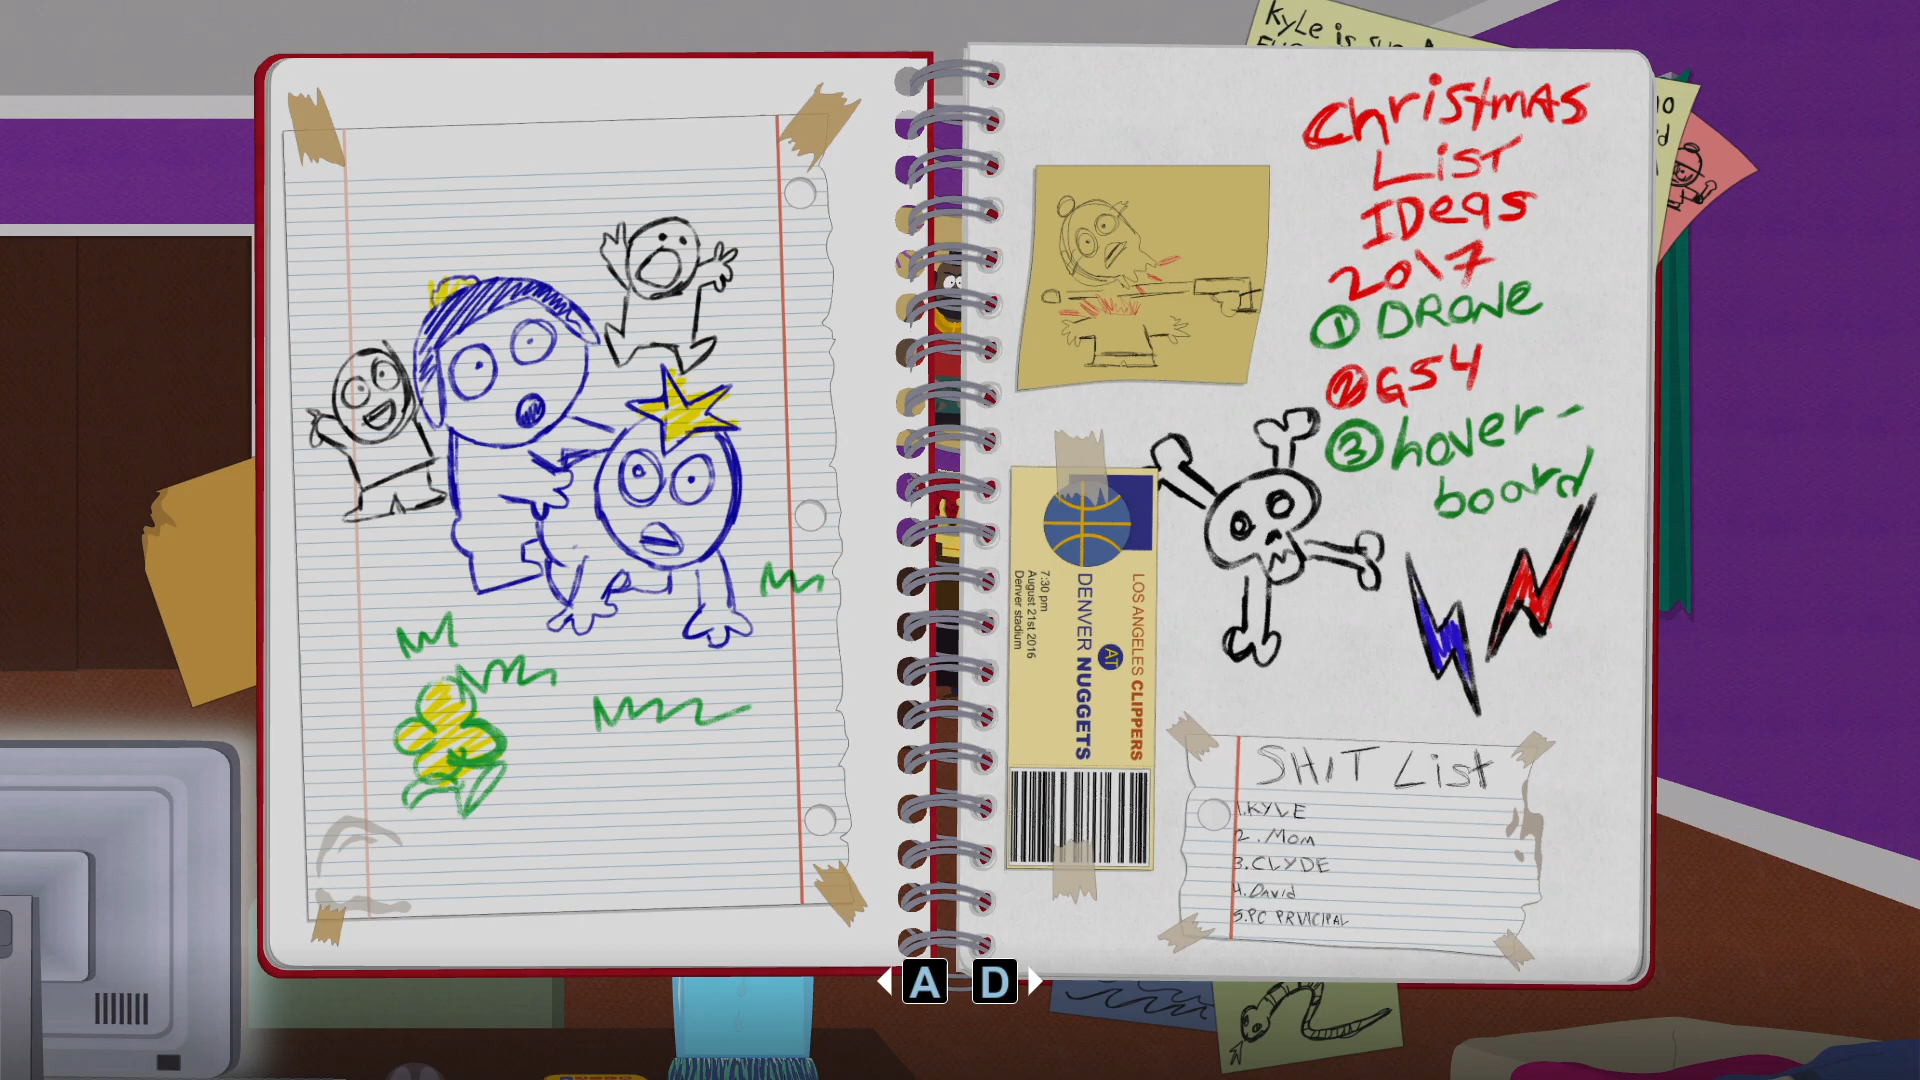 Kyle is
Christmas
List
IDeas
2017
① DRONE
② GS4
③ hover-
board
LOS ANGELES CLIPPERS
AT
DENVER NUGGETS
7:30 pm
August 21st 2016
Denver stadium
SHIT List
1.KYLE
2.Mom
3.CLYDE
4.David
5.PC PRVICIPAL
A D